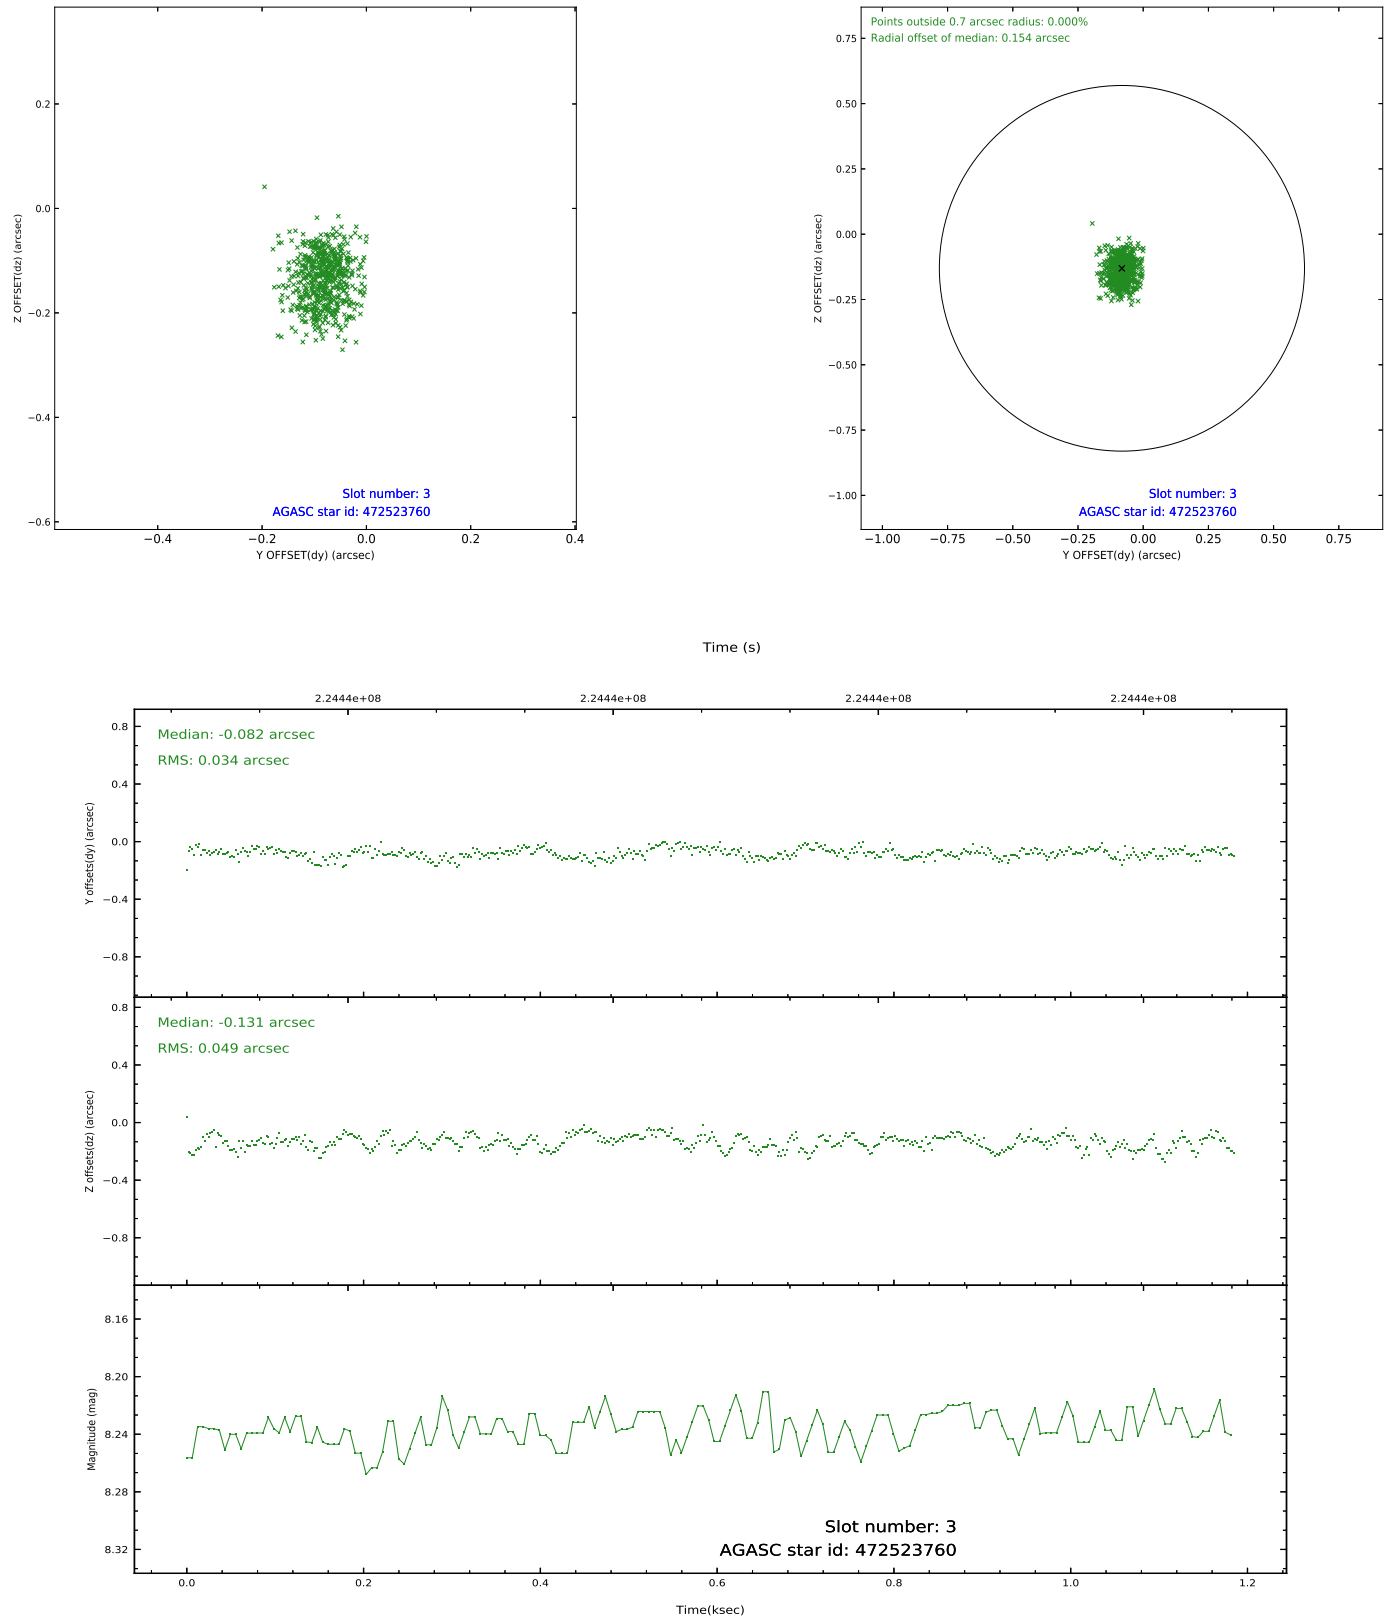 0.2
0.0
−0.2
−0.4
−0.6
Z OFFSET(dz) (arcsec)
Slot number: 3
AGASC star id: 472523760
−0.4
−0.2
0.0
0.2
0.4
Y OFFSET(dy) (arcsec)
Points outside 0.7 arcsec radius: 0.000%
Radial offset of median: 0.154 arcsec
0.75
0.50
0.25
0.00
−0.25
−0.50
−0.75
−1.00
Z OFFSET(dz) (arcsec)
Slot number: 3
AGASC star id: 472523760
−1.00
−0.75
−0.50
−0.25
0.00
0.25
0.50
0.75
Y OFFSET(dy) (arcsec)
Time (s)
2.2444e+08
2.2444e+08
2.2444e+08
2.2444e+08
Median: -0.082 arcsec
RMS: 0.034 arcsec
0.8
0.4
0.0
−0.4
−0.8
Y offsets(dy) (arcsec)
Median: -0.131 arcsec
RMS: 0.049 arcsec
0.8
0.4
0.0
−0.4
−0.8
Z offsets(dz) (arcsec)
8.16
8.20
8.24
8.28
8.32
Magnitude (mag)
Slot number: 3
AGASC star id: 472523760
0.0
0.2
0.4
0.6
0.8
1.0
1.2
Time(ksec)